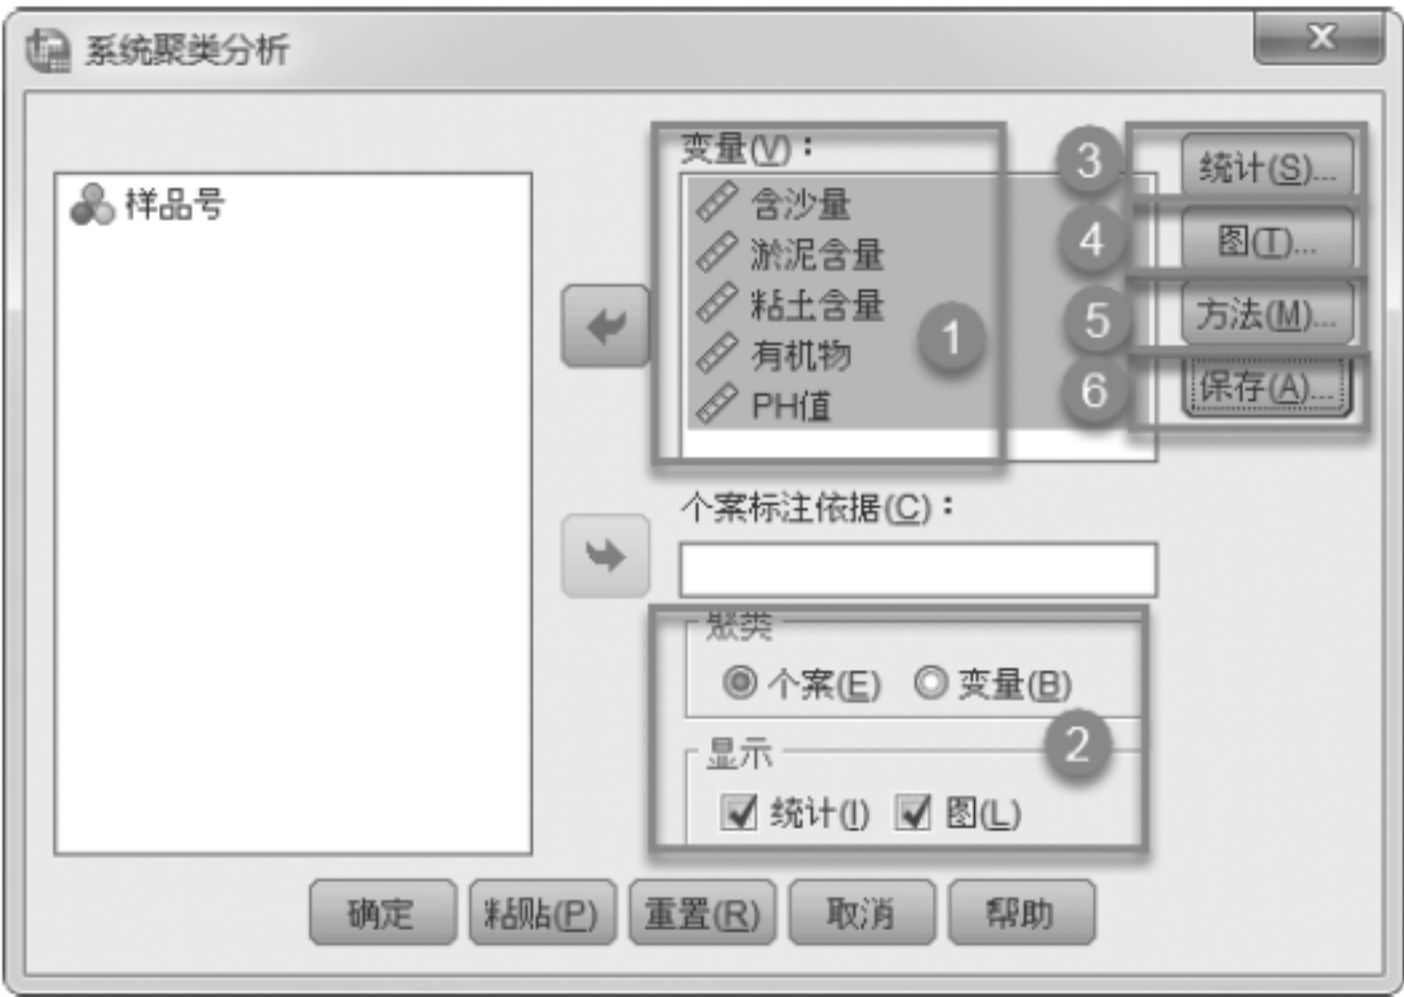 系统聚类分析
样品号
变量(V)：
含沙量
淤泥含量
粘土含量
有机物
PH值
1
3
统计(S)...
4
图(T)...
5
方法(M)...
6
保存(A)...
个案标注依据(C)：
聚类
个案(E) 变量(B)
2
显示
统计(I) 图(L)
确定 粘贴(P) 重置(R) 取消 帮助